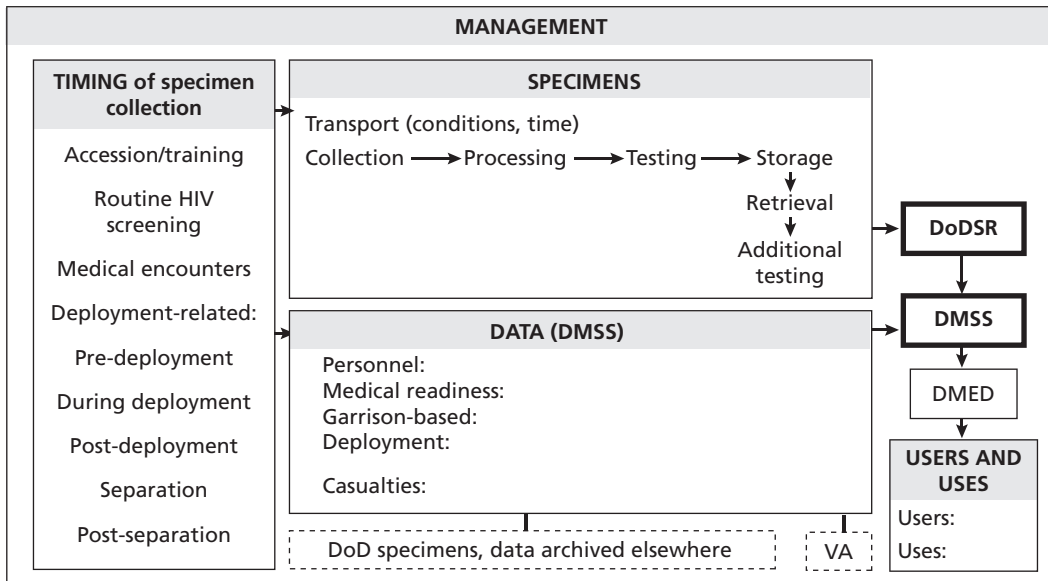 MANAGEMENT
TIMING of specimen
collection
Accession/training
Routine HIV
screening
Medical encounters
Deployment-related:
Pre-deployment
During deployment
Post-deployment
Separation
Post-separation
SPECIMENS
Transport (conditions, time)
Collection Processing Testing Storage
Retrieval
Additional
testing
DATA (DMSS)
Personnel:
Medical readiness:
Garrison-based:
Deployment:
Casualties:
DoD specimens, data archived elsewhere
VA
DoDSR
DMSS
DMED
USERS AND
USES
Users:
Uses: